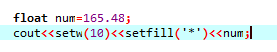 float num=165.48;
cout<<setw(10)<<setfill('*')<<num;